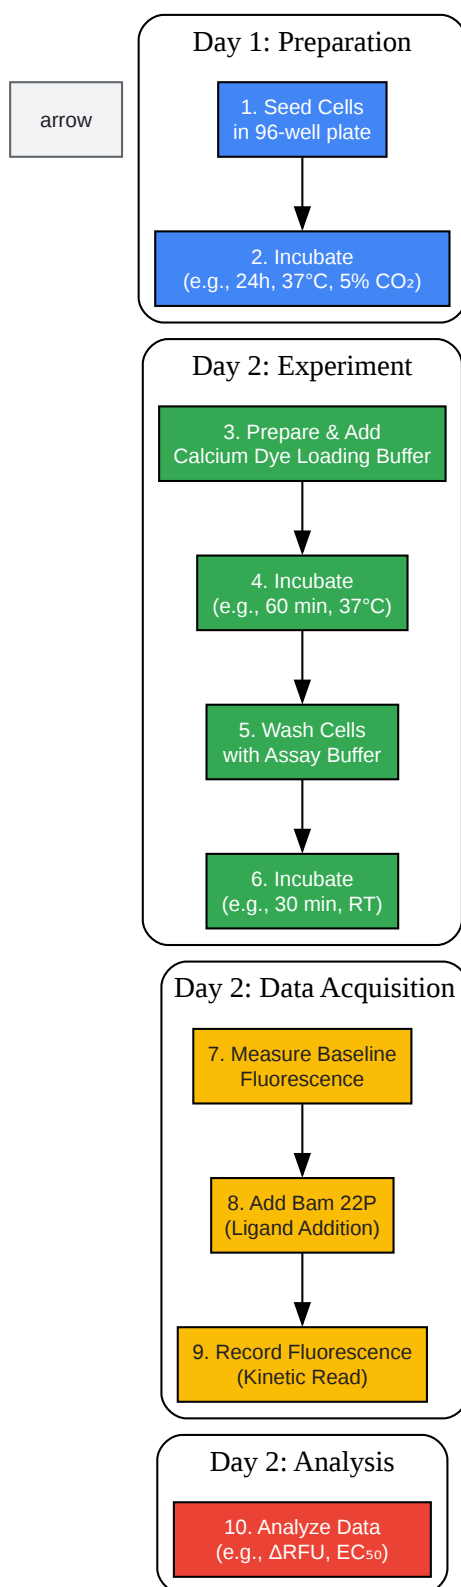 Day 1: Preparation
arrow
1. Seed Cells
in 96-well plate
2. Incubate
(e.g., 24h, 37°C, 5% CO₂)
Day 2: Experiment
3. Prepare & Add
Calcium Dye Loading Buffer
4. Incubate
(e.g., 60 min, 37°C)
5. Wash Cells
with Assay Buffer
6. Incubate
(e.g., 30 min, RT)
Day 2: Data Acquisition
7. Measure Baseline
Fluorescence
8. Add Bam 22P
(Ligand Addition)
9. Record Fluorescence
(Kinetic Read)
Day 2: Analysis
10. Analyze Data
(e.g., ΔRFU, EC₅₀)